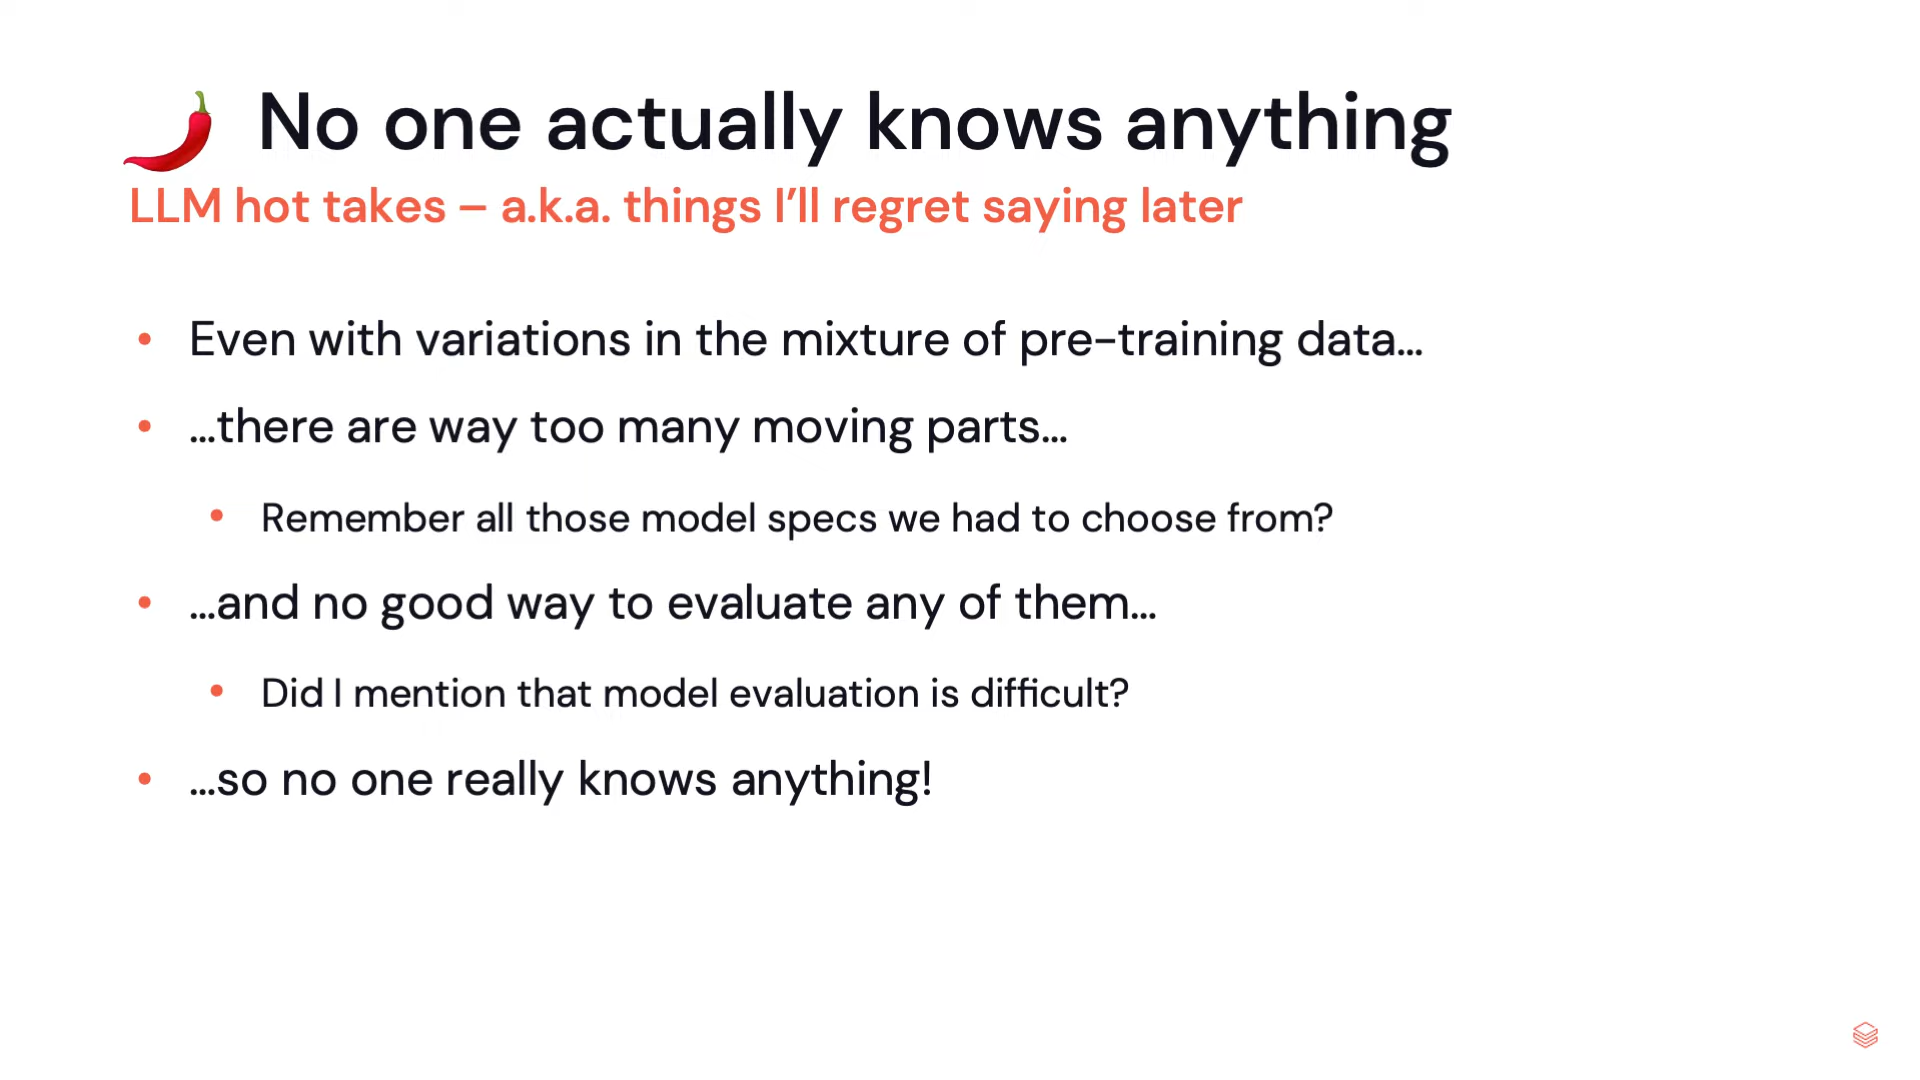 No one actually knows anything
LLM hot takes – a.k.a. things I’ll regret saying later
• Even with variations in the mixture of pre-training data...
• ...there are way too many moving parts...
• Remember all those model specs we had to choose from?
• ...and no good way to evaluate any of them...
• Did I mention that model evaluation is difficult?
• ...so no one really knows anything!